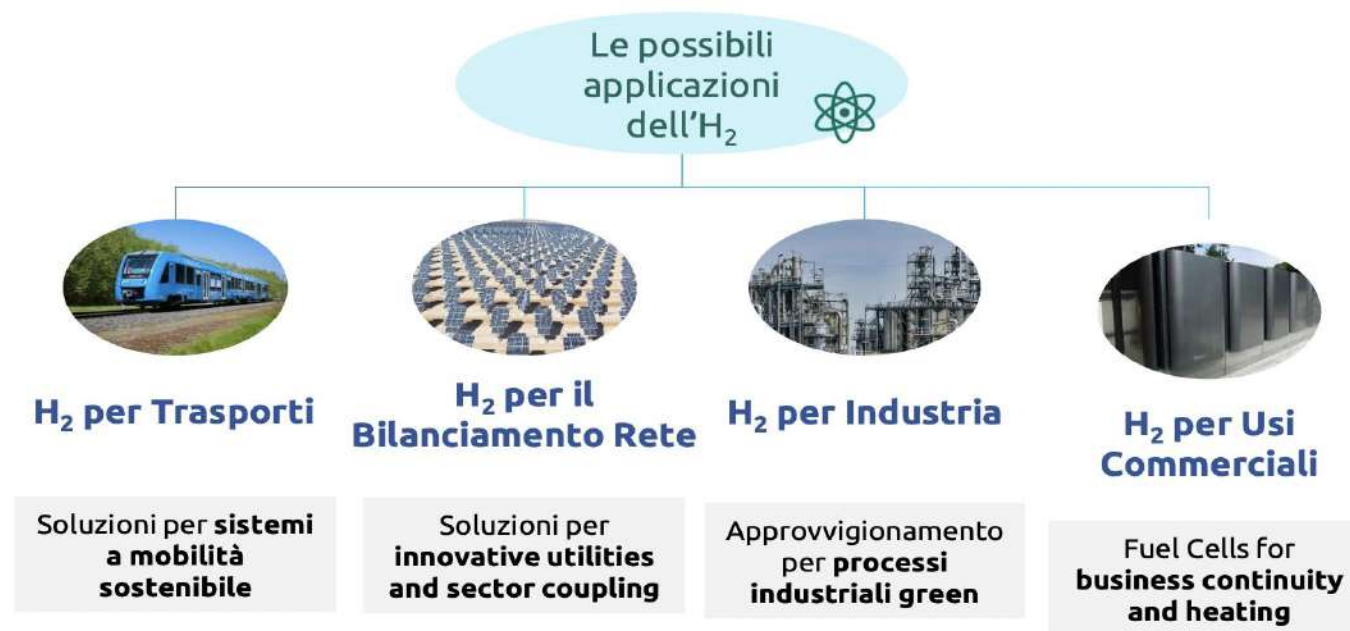 Le possibili
applicazioni
dell'H₂
H₂ per Trasporti
Soluzioni per sistemi
a mobilità
sostenibile
H₂ per il
Bilanciamento Rete
Soluzioni per
innovative utilities
and sector coupling
H₂ per Industria
Approvvigionamento
per processi
industriali green
H₂ per Usi
Commerciali
Fuel Cells for
business continuity
and heating